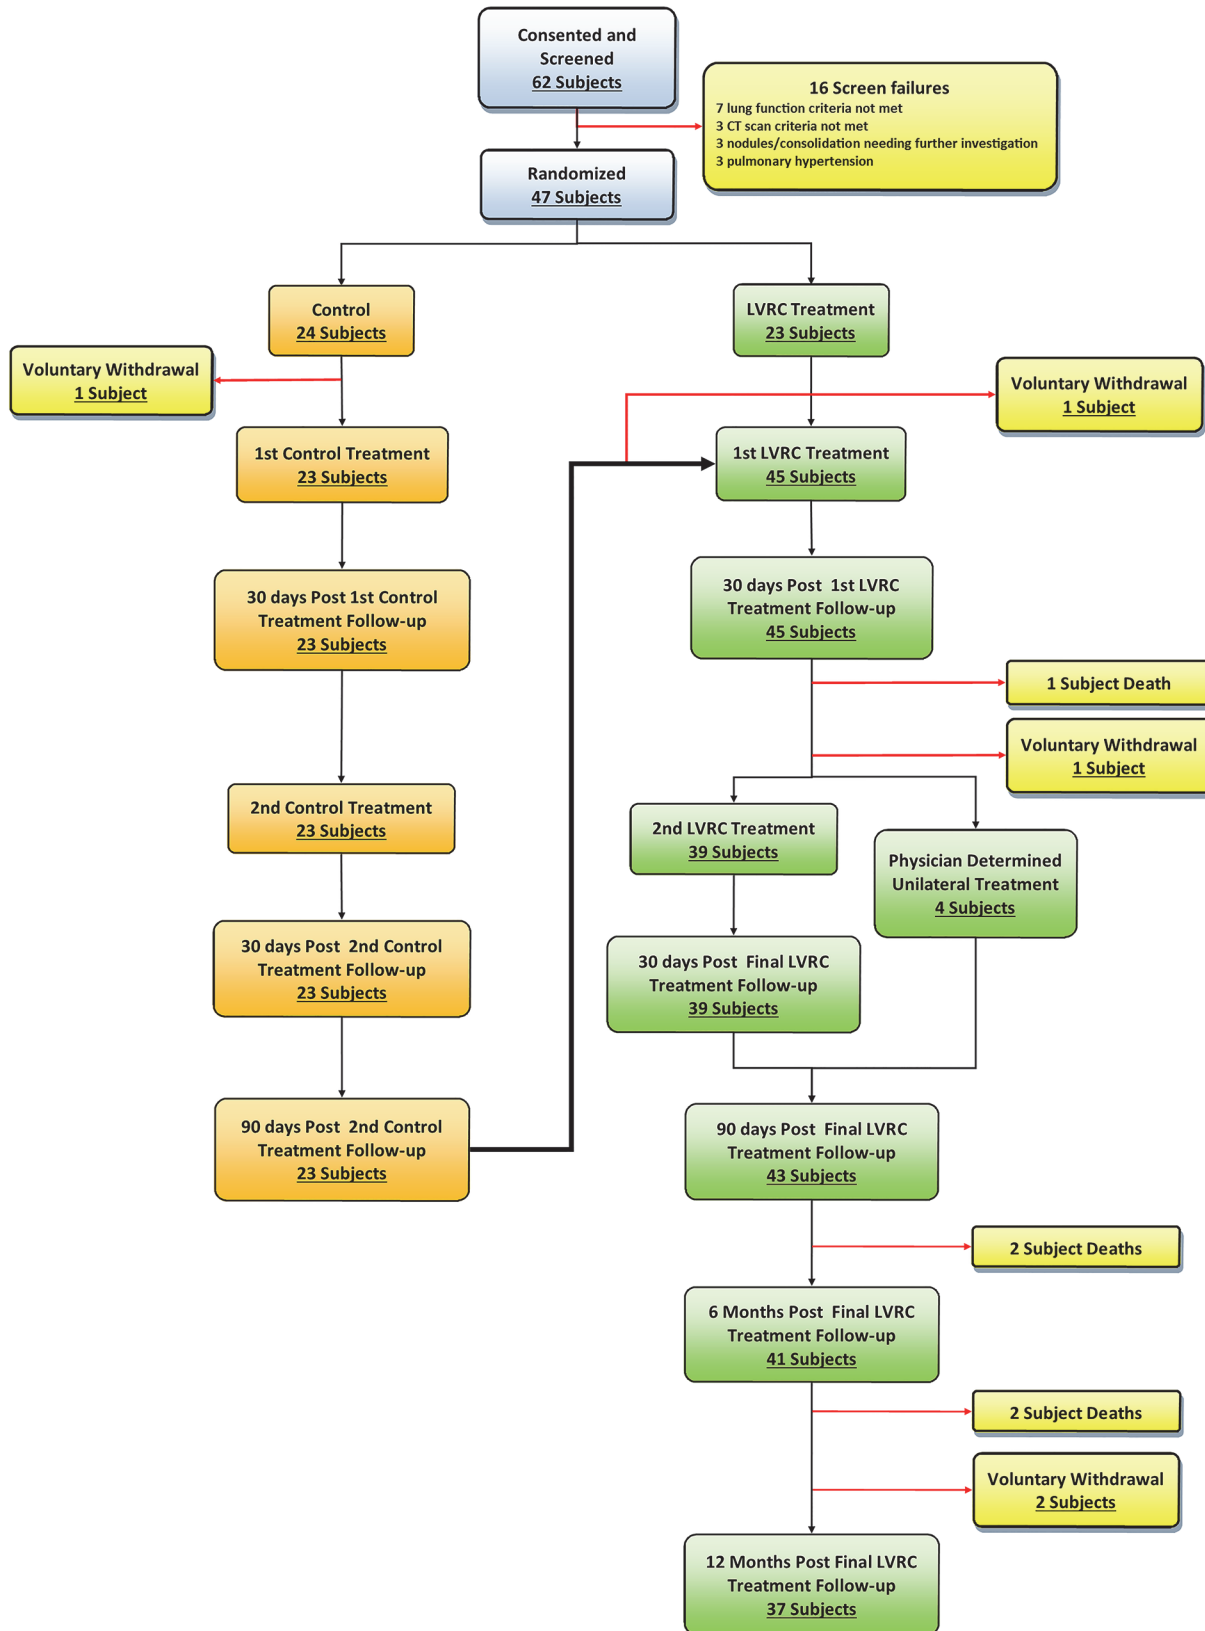 Consented and
Screened
62 Subjects
16 Screen failures
7 lung function criteria not met
3 CT scan criteria not met
3 nodules/consolidation needing further investigation
3 pulmonary hypertension
Randomized
47 Subjects
Control
24 Subjects
LVRC Treatment
23 Subjects
Voluntary Withdrawal
1 Subject
Voluntary Withdrawal
1 Subject
1st Control Treatment
23 Subjects
1st LVRC Treatment
45 Subjects
30 days Post 1st Control
Treatment Follow-up
23 Subjects
30 days Post 1st LVRC
Treatment Follow-up
45 Subjects
1 Subject Death
Voluntary Withdrawal
1 Subject
2nd Control Treatment
23 Subjects
2nd LVRC Treatment
39 Subjects
Physician Determined
Unilateral Treatment
4 Subjects
30 days Post 2nd Control
Treatment Follow-up
23 Subjects
30 days Post Final LVRC
Treatment Follow-up
39 Subjects
90 days Post 2nd Control
Treatment Follow-up
23 Subjects
90 days Post Final LVRC
Treatment Follow-up
43 Subjects
2 Subject Deaths
6 Months Post Final LVRC
Treatment Follow-up
41 Subjects
2 Subject Deaths
Voluntary Withdrawal
2 Subjects
12 Months Post Final LVRC
Treatment Follow-up
37 Subjects